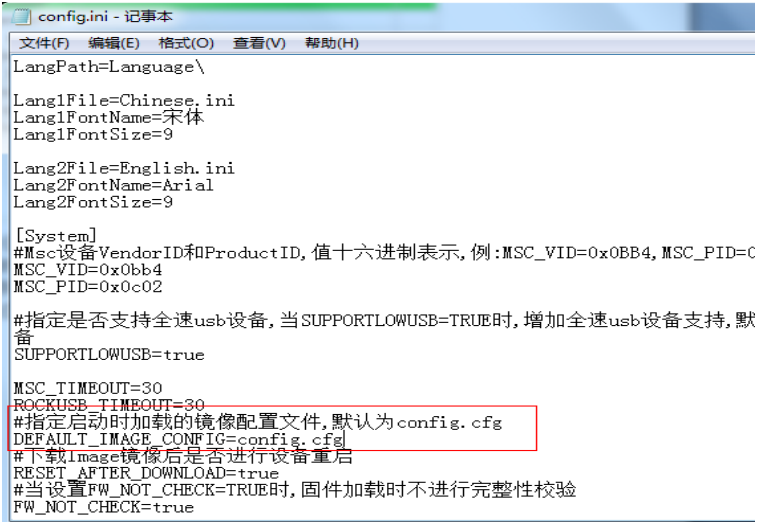 config.ini - 记事本
文件(F) 编辑(E) 格式(O) 查看(V) 帮助(H)
LangPath=Language\
Lang1File=Chinese.ini
Lang1FontName=宋体
Lang1FontSize=9
Lang2File=English.ini
Lang2FontName=Arial
Lang2FontSize=9
[System]
#Msc设备VendorID和ProductID,值十六进制表示,例:MSC_VID=0x0BB4,MSC_PID=0
MSC_VID=0x0bb4
MSC_PID=0x0c02
#指定是否支持全速usb设备,当SUPPORTLOWUSB=TRUE时,增加全速usb设备支持,默
备
SUPPORTLOWUSB=true
MSC_TIMEOUT=30
ROCKUSB_TIMEOUT=30
#指定启动时加载的镜像配置文件,默认为config.cfg
DEFAULT_IMAGE_CONFIG=config.cfg
#下载Image镜像后是否进行设备重启
RESET_AFTER_DOWNLOAD=true
#当设置FW_NOT_CHECK=TRUE时,固件加载时不进行完整性校验
FW_NOT_CHECK=true